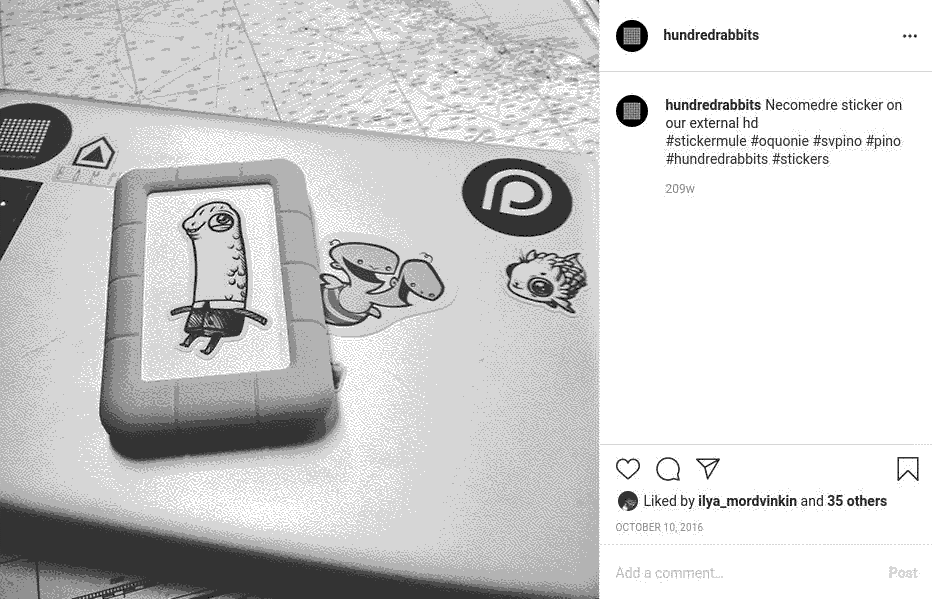 hundredrabbits
hundredrabbits Necomedre sticker on
our external hd
#stickermule #oquonie #svpino #pino
#hundredrabbits #stickers
209w
Liked by ilya_mordvinkin and 35 others
OCTOBER 10, 2016
Add a comment...
Post